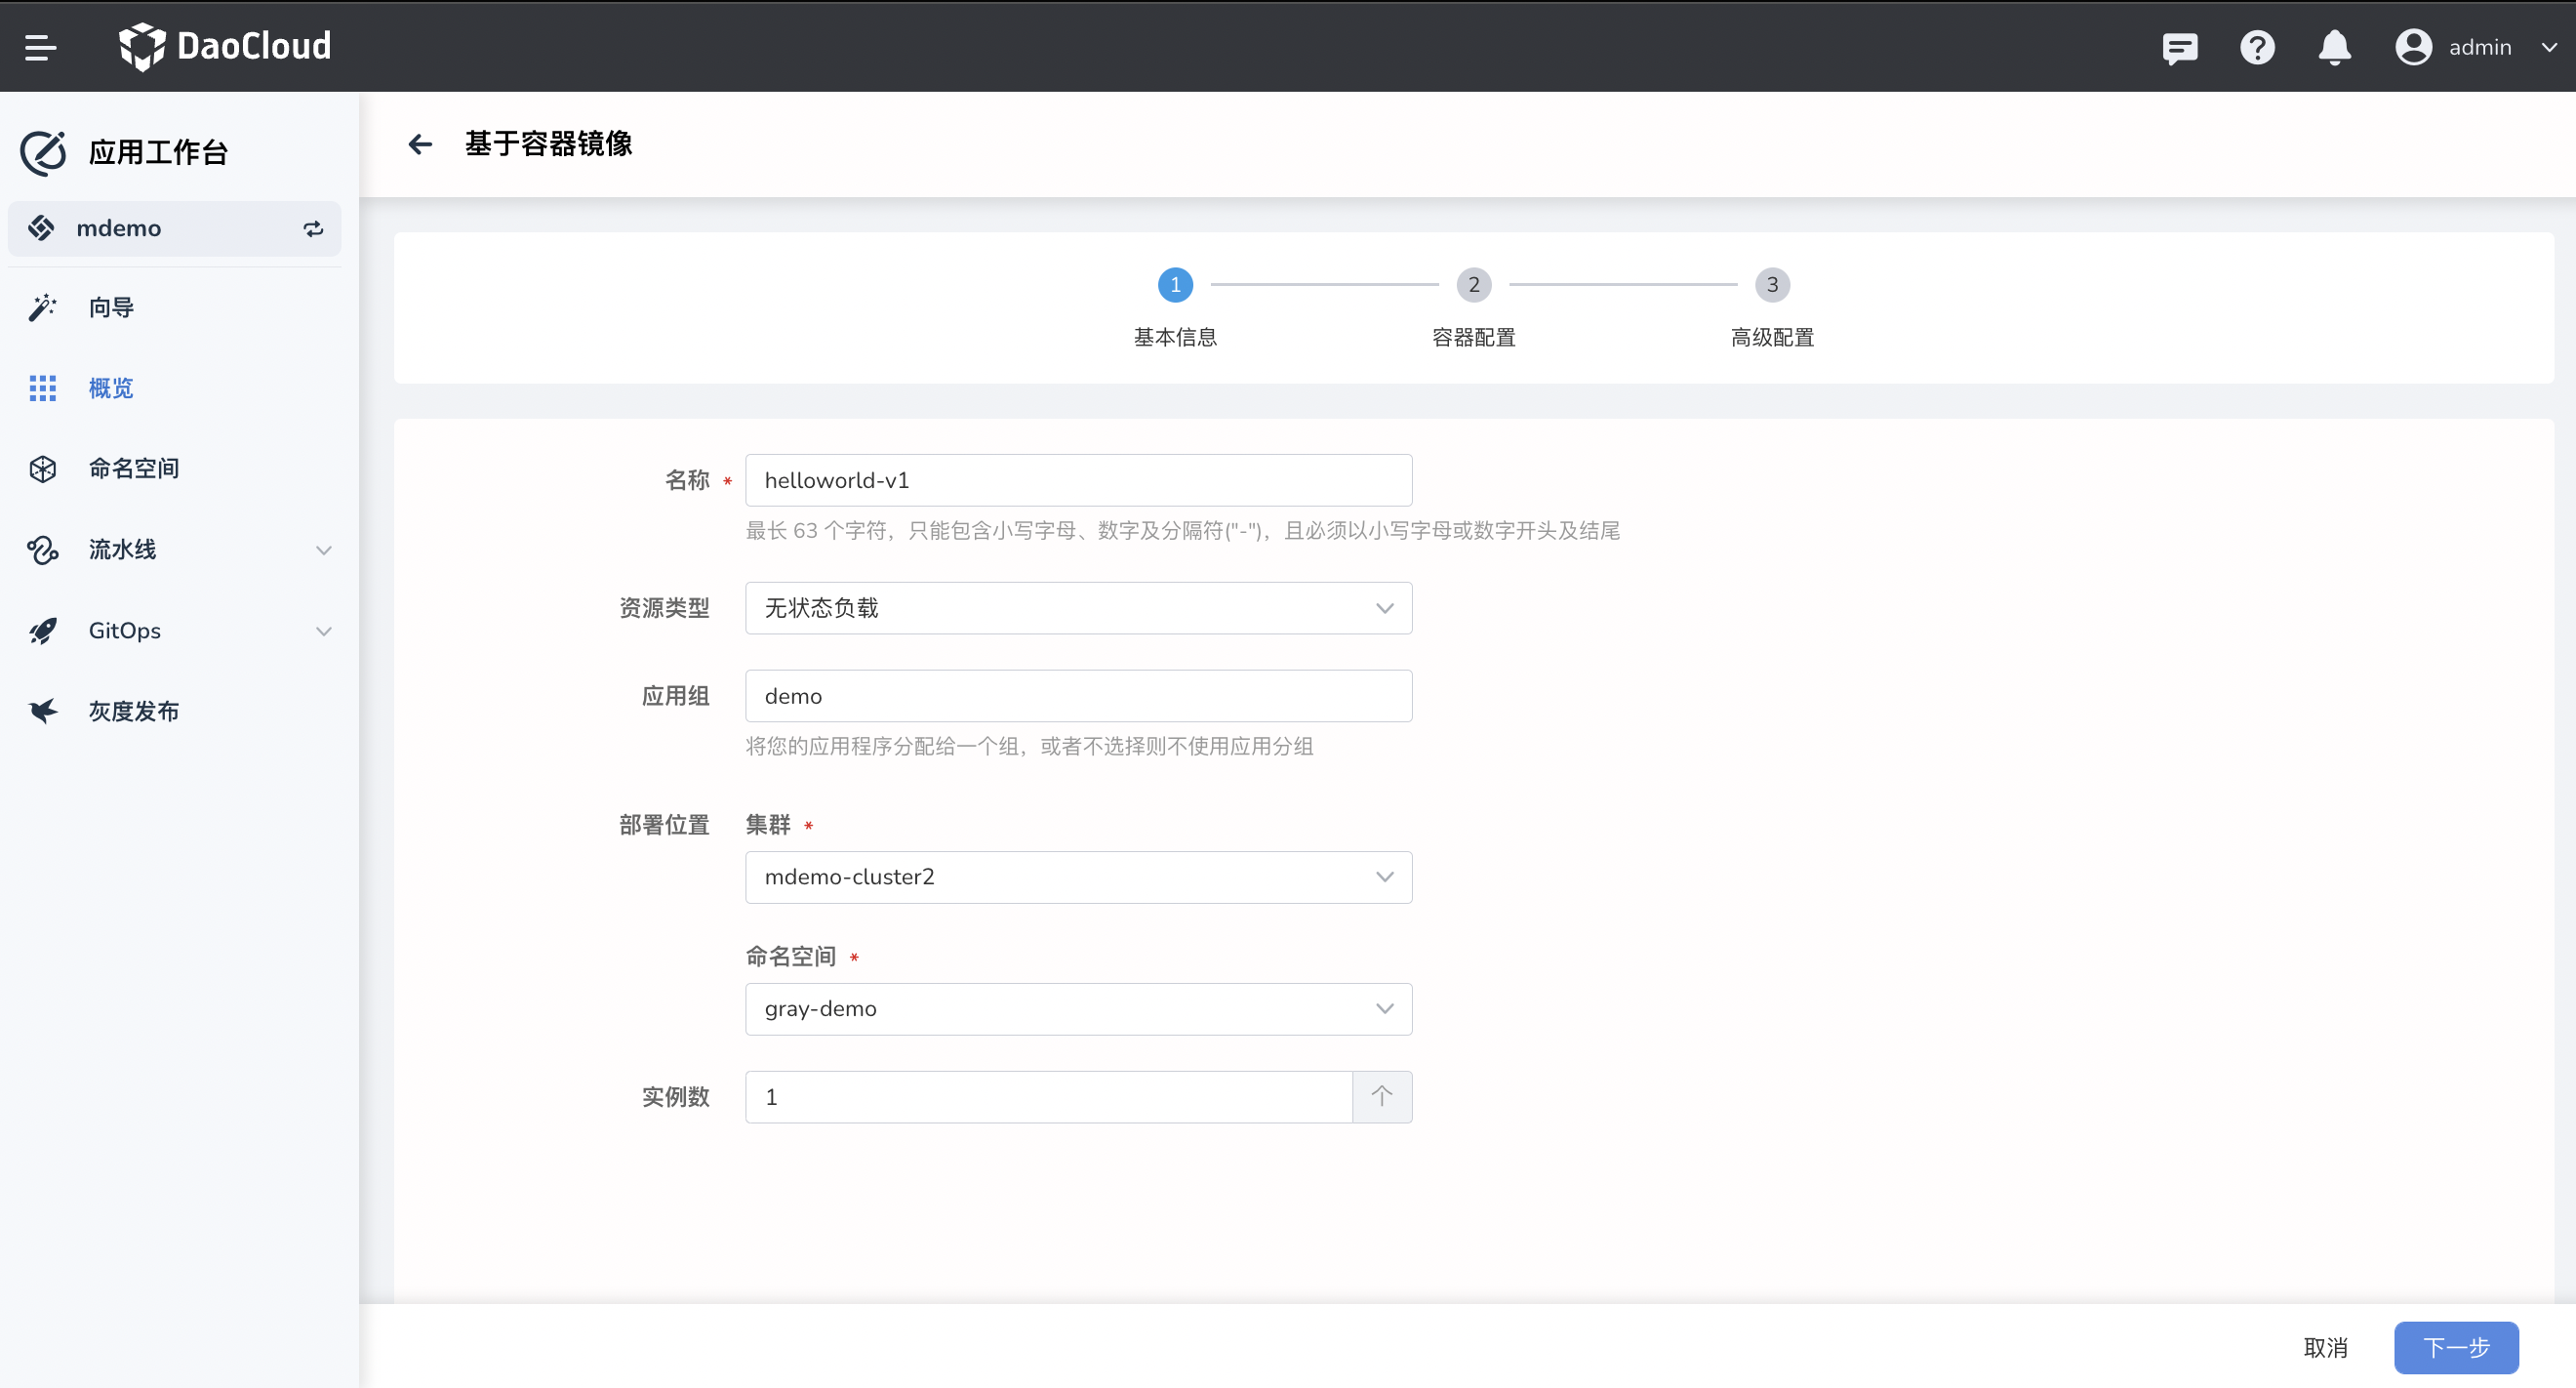 DaoCloud
admin
应用工作台
mdemo
向导
概览
命名空间
流水线
GitOps
灰度发布
基于容器镜像
1
2
3
基本信息
容器配置
高级配置
名称 *
helloworld-v1
最长 63 个字符，只能包含小写字母、数字及分隔符("-")，且必须以小写字母或数字开头及结尾
资源类型
无状态负载
应用组
demo
将您的应用程序分配给一个组，或者不选择则不使用应用分组
部署位置
集群 *
mdemo-cluster2
命名空间 *
gray-demo
实例数
1
个
取消
下一步